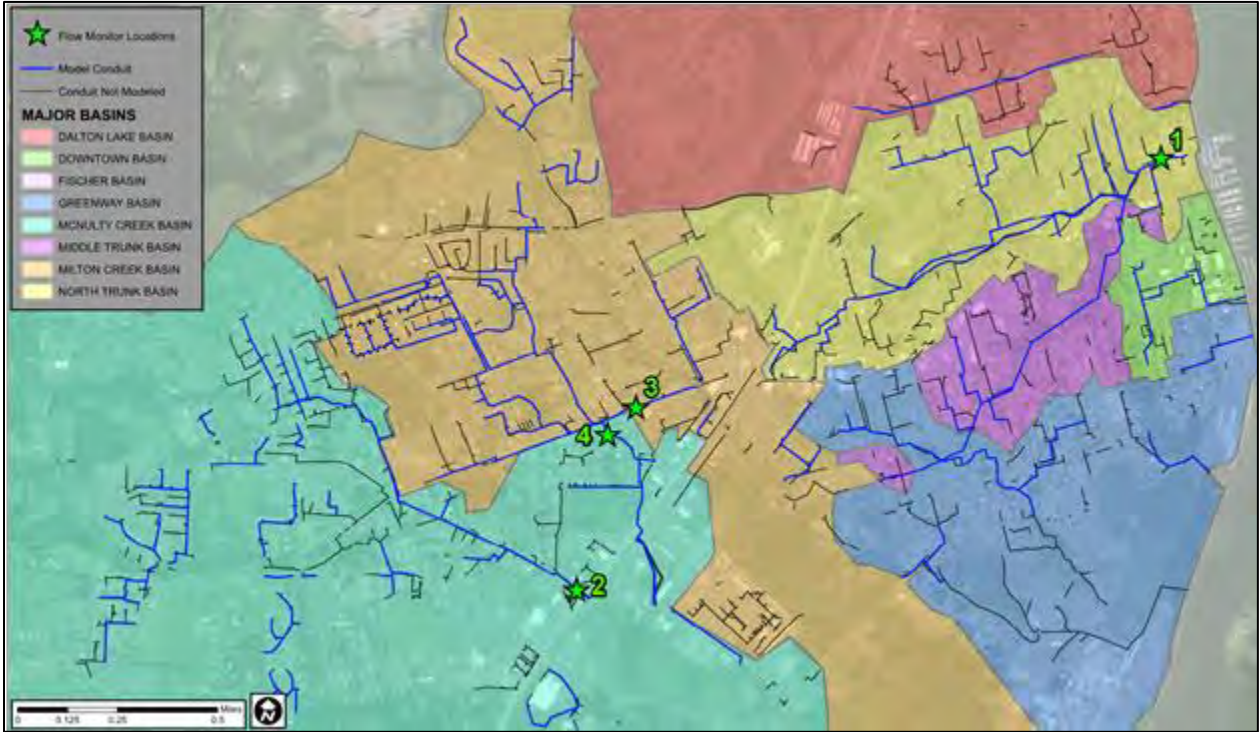 Flow Monitor Locations
Model Conduit
Conduit Not Modeled
MAJOR BASINS
DALTON LAKE BASIN
DOWNTOWN BASIN
FISCHER BASIN
GREENWAY BASIN
MCNULTY CREEK BASIN
MIDDLE TRUNK BASIN
MILTON CREEK BASIN
NORTH TRUNK BASIN
1
3
4
2
Miles
0 0.125 0.25 0.5
N